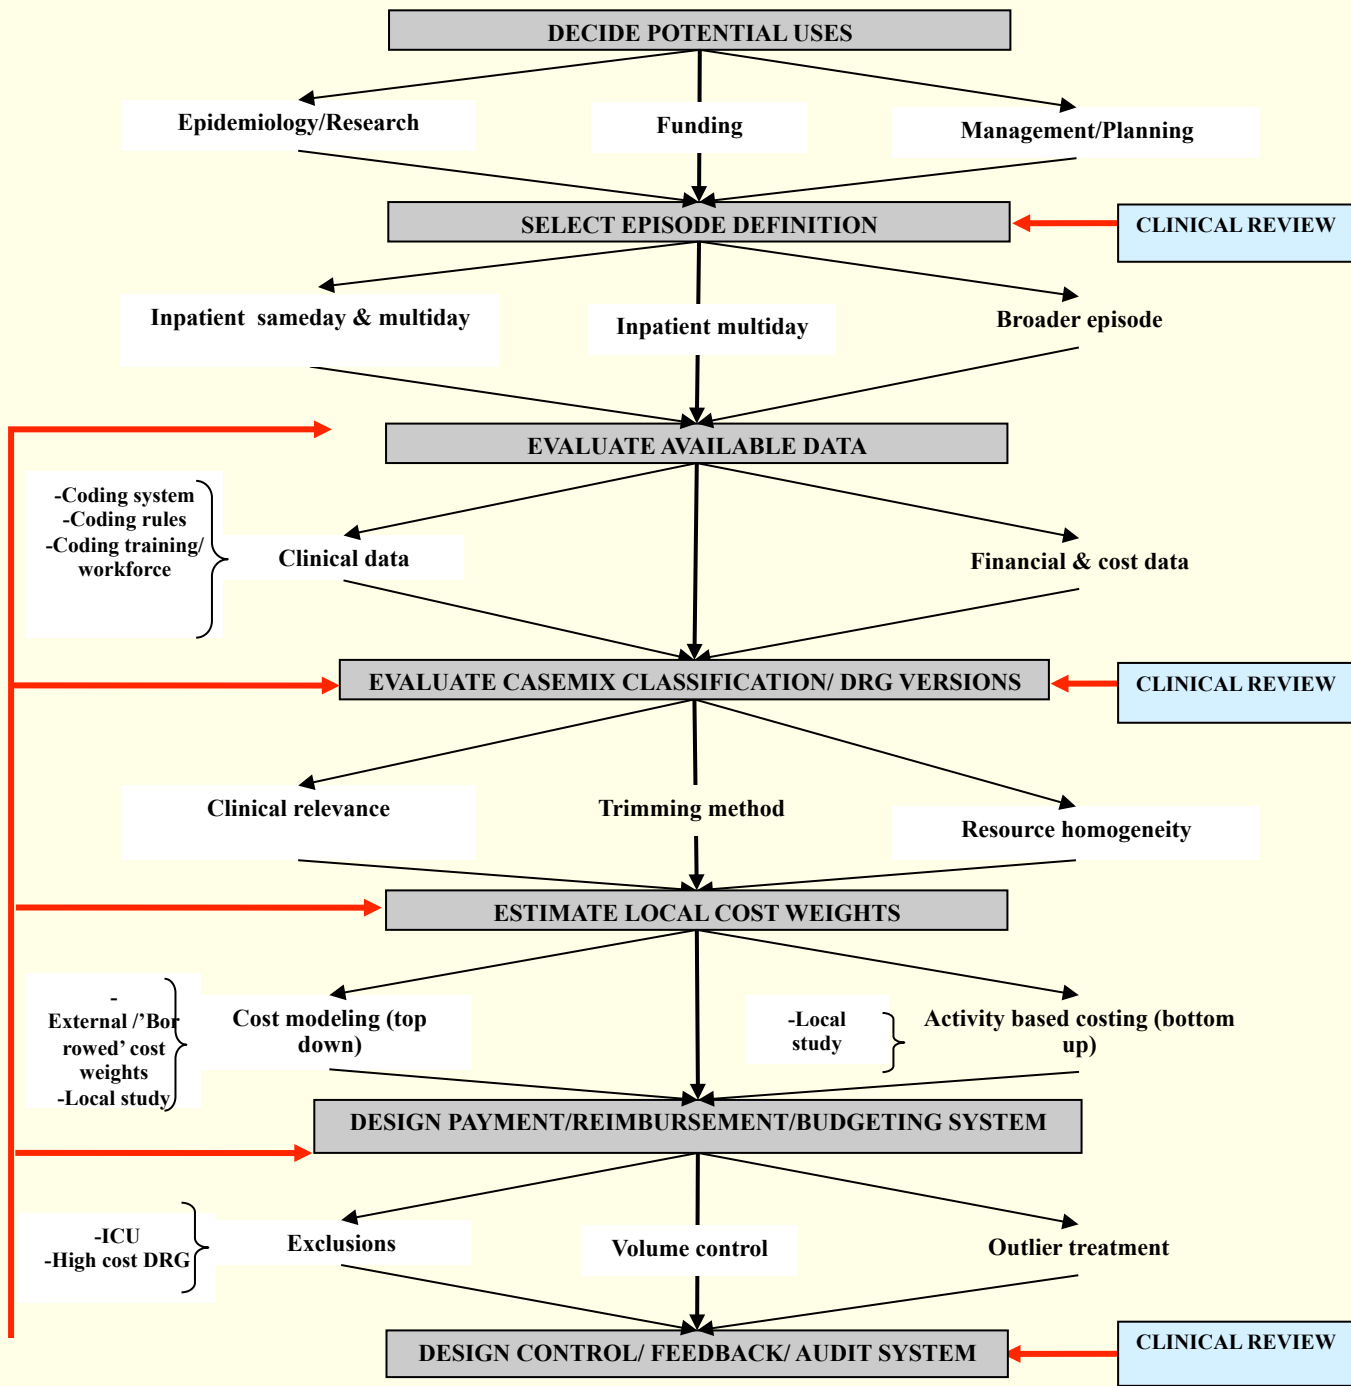 DECIDE POTENTIAL USES
Epidemiology/Research
Funding
Management/Planning
SELECT EPISODE DEFINITION
CLINICAL REVIEW
Inpatient  sameday & multiday
Inpatient multiday
Broader episode
EVALUATE AVAILABLE DATA
-Coding system
-Coding rules
-Coding training/
workforce
Clinical data
Financial & cost data
EVALUATE CASEMIX CLASSIFICATION/ DRG VERSIONS
CLINICAL REVIEW
Clinical relevance
Trimming method
Resource homogeneity
ESTIMATE LOCAL COST WEIGHTS
-
External /’Bor
rowed’ cost
weights
-Local study
Cost modeling (top
down)
-Local
study
Activity based costing (bottom
up)
DESIGN PAYMENT/REIMBURSEMENT/BUDGETING SYSTEM
-ICU
-High cost DRG
Exclusions
Volume control
Outlier treatment
DESIGN CONTROL/ FEEDBACK/ AUDIT SYSTEM
CLINICAL REVIEW